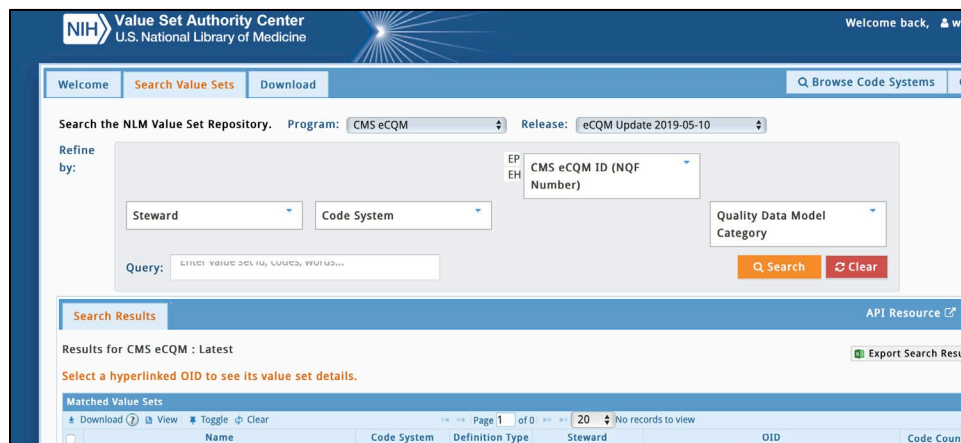 NIH Value Set Authority Center
U.S. National Library of Medicine
Welcome back, w
Welcome Search Value Sets Download Browse Code Systems
Search the NLM Value Set Repository. Program: CMS eCQM Release: eCQM Update 2019-05-10
Refine by:
EP
EH
CMS eCQM ID (NQF Number)
Steward
Code System
Quality Data Model Category
Query: Enter value set id, codes, words... Search Clear
Search Results API Resource
Results for CMS eCQM : Latest
Export Search Resu
Select a hyperlinked OID to see its value set details.
Matched Value Sets
Download ? View Toggle Clear Page 1 of 0 20 No records to view
Name Code System Definition Type Steward OID Code Coun